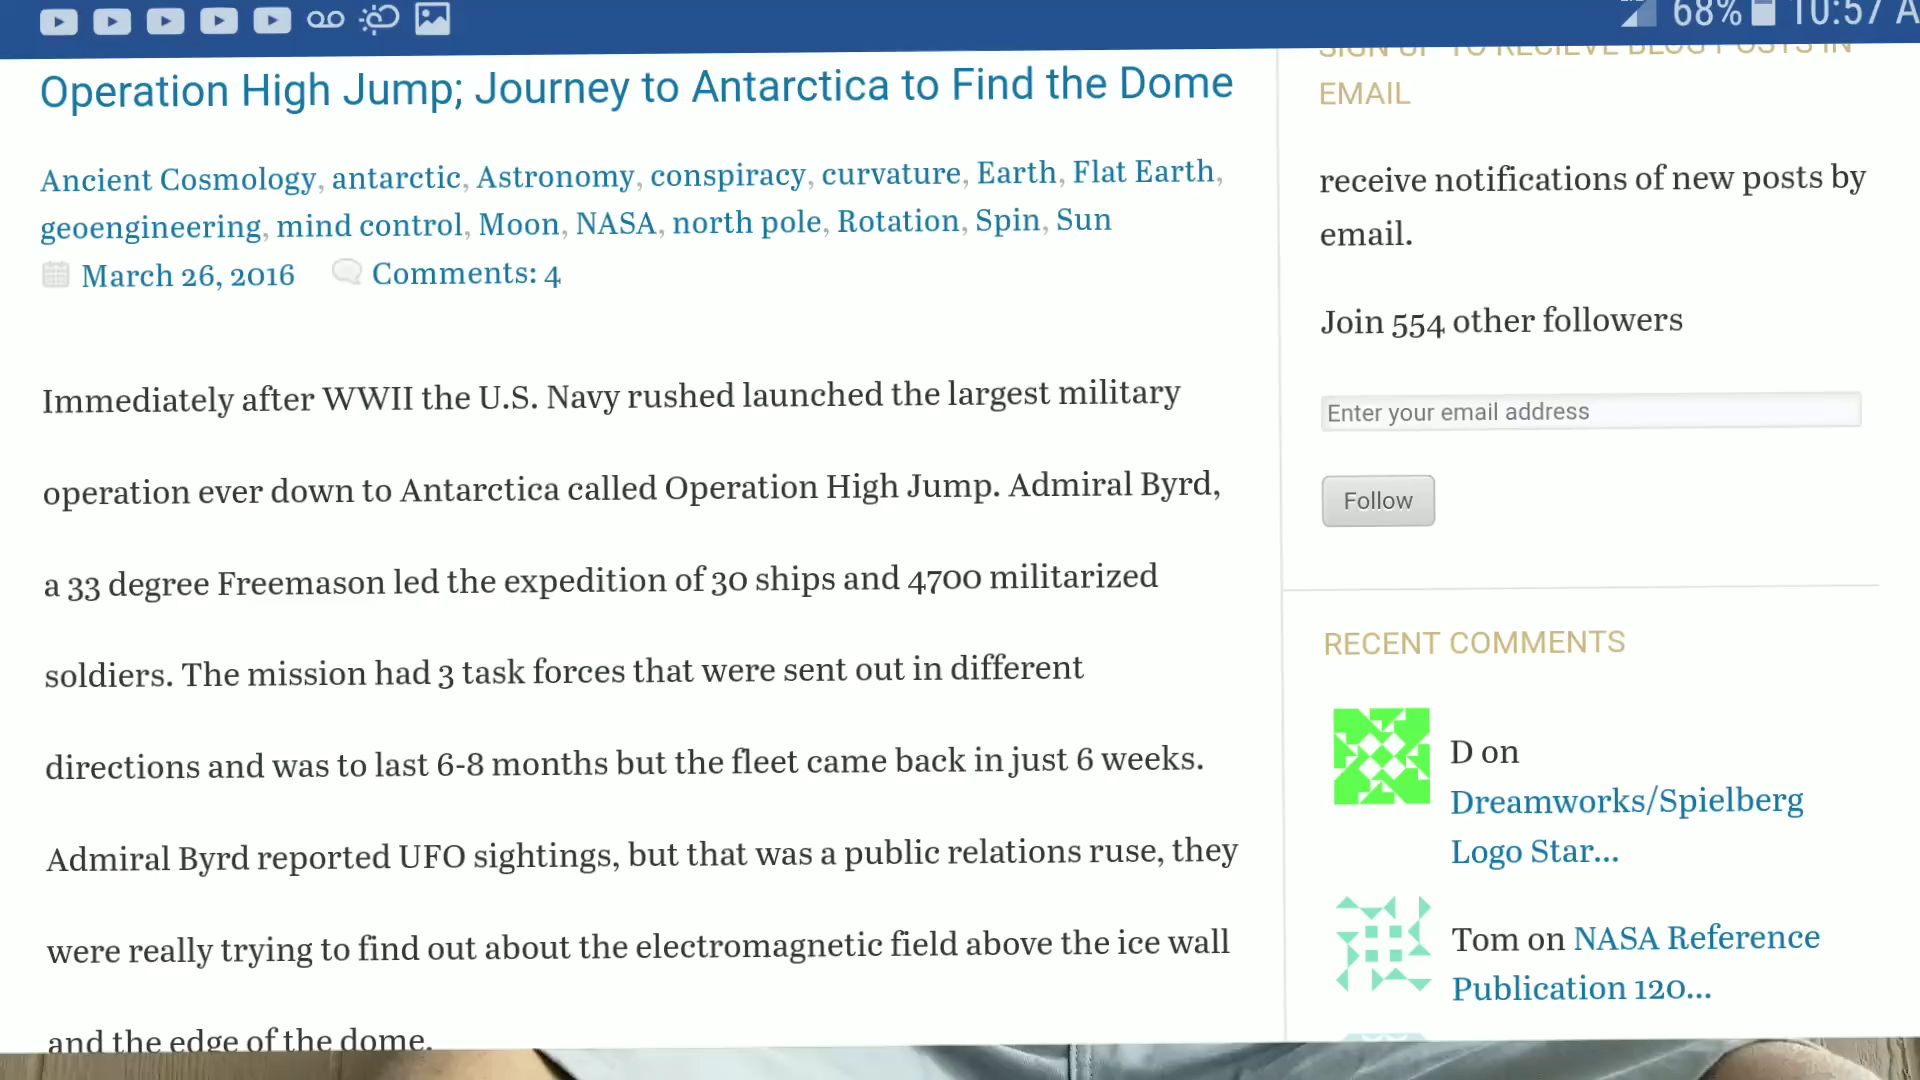 68% 10:57 A
Operation High Jump; Journey to Antarctica to Find the Dome
Ancient Cosmology, antarctic, Astronomy, conspiracy, curvature, Earth, Flat Earth,
geoengineering, mind control, Moon, NASA, north pole, Rotation, Spin, Sun
March 26, 2016 Comments: 4
Immediately after WWII the U.S. Navy rushed launched the largest military
operation ever down to Antarctica called Operation High Jump. Admiral Byrd,
a 33 degree Freemason led the expedition of 30 ships and 4700 militarized
soldiers. The mission had 3 task forces that were sent out in different
directions and was to last 6-8 months but the fleet came back in just 6 weeks.
Admiral Byrd reported UFO sightings, but that was a public relations ruse, they
were really trying to find out about the electromagnetic field above the ice wall
and the edge of the dome.
SIGN UP TO RECIEVE BLOG POSTS IN
EMAIL
receive notifications of new posts by
email.
Join 554 other followers
Enter your email address
Follow
RECENT COMMENTS
D on
Dreamworks/Spielberg
Logo Star...
Tom on NASA Reference
Publication 120...